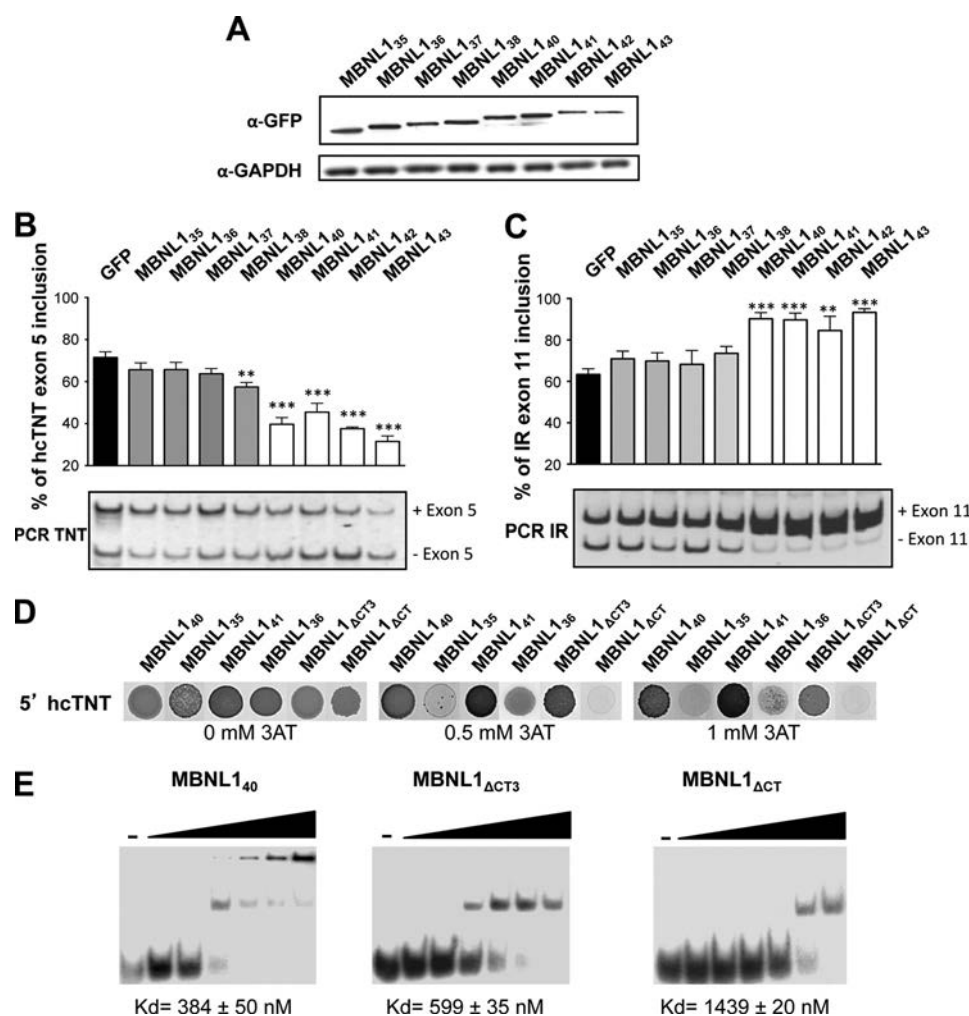 A
MBNL1₃₅ MBNL1₃₆ MBNL1₃₇ MBNL1₃₈ MBNL1₄₀ MBNL1₄₁ MBNL1₄₂ MBNL1₄₃
α-GFP
α-GAPDH
B
GFP MBNL1₃₅ MBNL1₃₆ MBNL1₃₇ MBNL1₃₈ MBNL1₄₀ MBNL1₄₁ MBNL1₄₂ MBNL1₄₃
% of hcTNT exon 5 inclusion
100
80
60
40
20
** *** *** *** ***
PCR TNT
+ Exon 5
- Exon 5
C
GFP MBNL1₃₅ MBNL1₃₆ MBNL1₃₇ MBNL1₃₈ MBNL1₄₀ MBNL1₄₁ MBNL1₄₂ MBNL1₄₃
% of IR exon 11 inclusion
100
80
60
40
20
*** *** ** ***
PCR IR
+ Exon 11
- Exon 11
D
MBNL1₄₀ MBNL1₃₅ MBNL1₄₁ MBNL1₃₆ MBNL1ΔCT3 MBNL1ΔCT MBNL1₄₀ MBNL1₃₅ MBNL1₄₁ MBNL1₃₆ MBNL1ΔCT3 MBNL1ΔCT MBNL1₄₀ MBNL1₃₅ MBNL1₄₁ MBNL1₃₆ MBNL1ΔCT3 MBNL1ΔCT
5' hcTNT
0 mM 3AT 0.5 mM 3AT 1 mM 3AT
E
MBNL1₄₀ MBNL1ΔCT3 MBNL1ΔCT
- - -
Kd= 384 ± 50 nM Kd= 599 ± 35 nM Kd= 1439 ± 20 nM